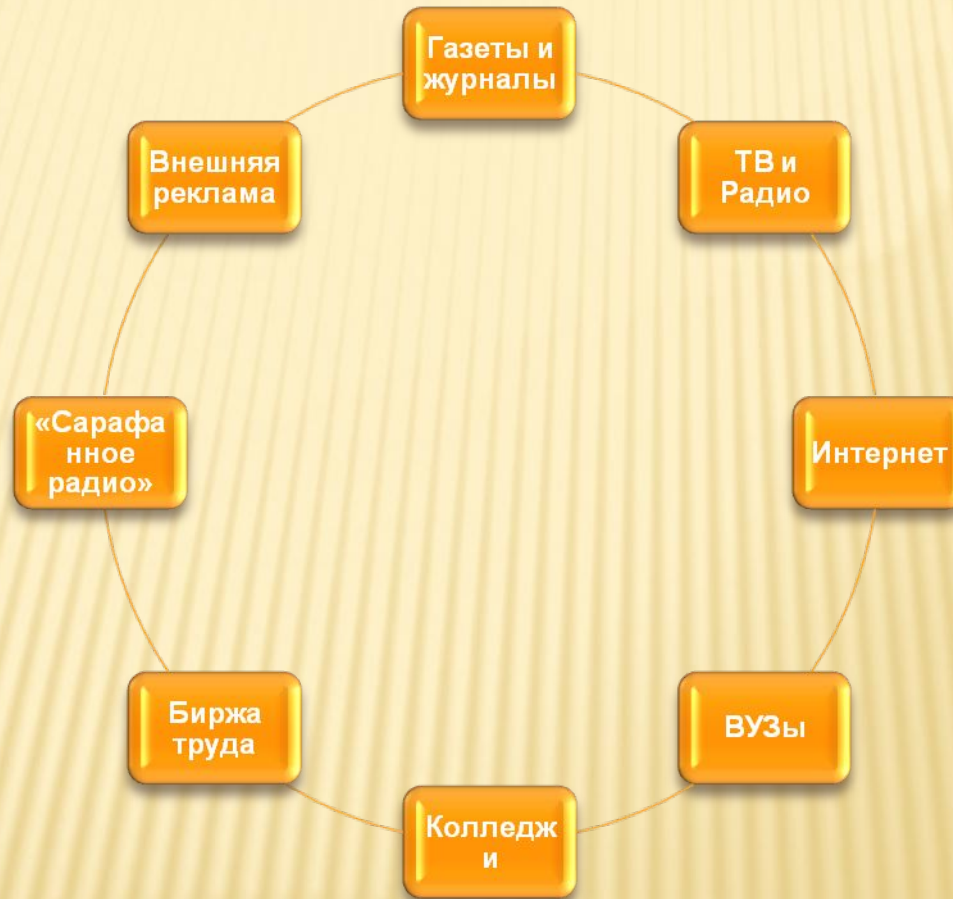 Газеты и
журналы
ТВ и
Радио
Интернет
ВУЗы
Колледж
и
Биржа
труда
«Сарафа
нное
радио»
Внешняя
реклама